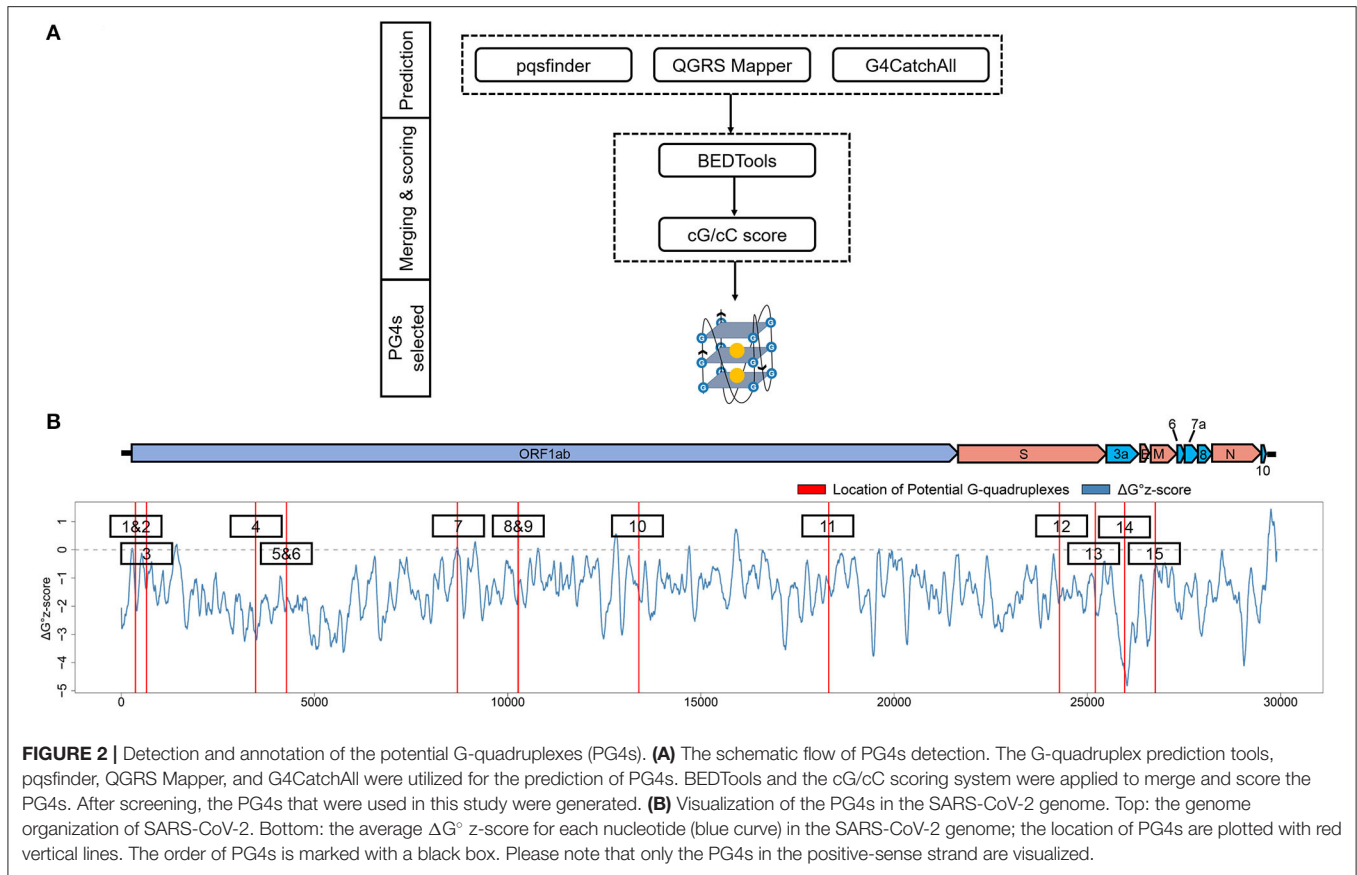 A
Prediction
Merging & scoring
PG4s
selected
pqsfinder
QGRS Mapper
G4CatchAll
BEDTools
cG/cC score
G
G
G
G
G
G
G
G
G
G
G
B
ORF1ab
S
3a
E
M
6
7a
8
N
10
Location of Potential G-quadruplexes
ΔG°z-score
ΔG°z-score
1
0
−1
−2
−3
−4
−5
1&2
3
4
5&6
7
8&9
10
11
12
13
14
15
0
5000
10000
15000
20000
25000
30000
FIGURE 2 | Detection and annotation of the potential G-quadruplexes (PG4s). (A) The schematic flow of PG4s detection. The G-quadruplex prediction tools,
pqsfinder, QGRS Mapper, and G4CatchAll were utilized for the prediction of PG4s. BEDTools and the cG/cC scoring system were applied to merge and score the
PG4s. After screening, the PG4s that were used in this study were generated. (B) Visualization of the PG4s in the SARS-CoV-2 genome. Top: the genome
organization of SARS-CoV-2. Bottom: the average ΔG° z-score for each nucleotide (blue curve) in the SARS-CoV-2 genome; the location of PG4s are plotted with red
vertical lines. The order of PG4s is marked with a black box. Please note that only the PG4s in the positive-sense strand are visualized.